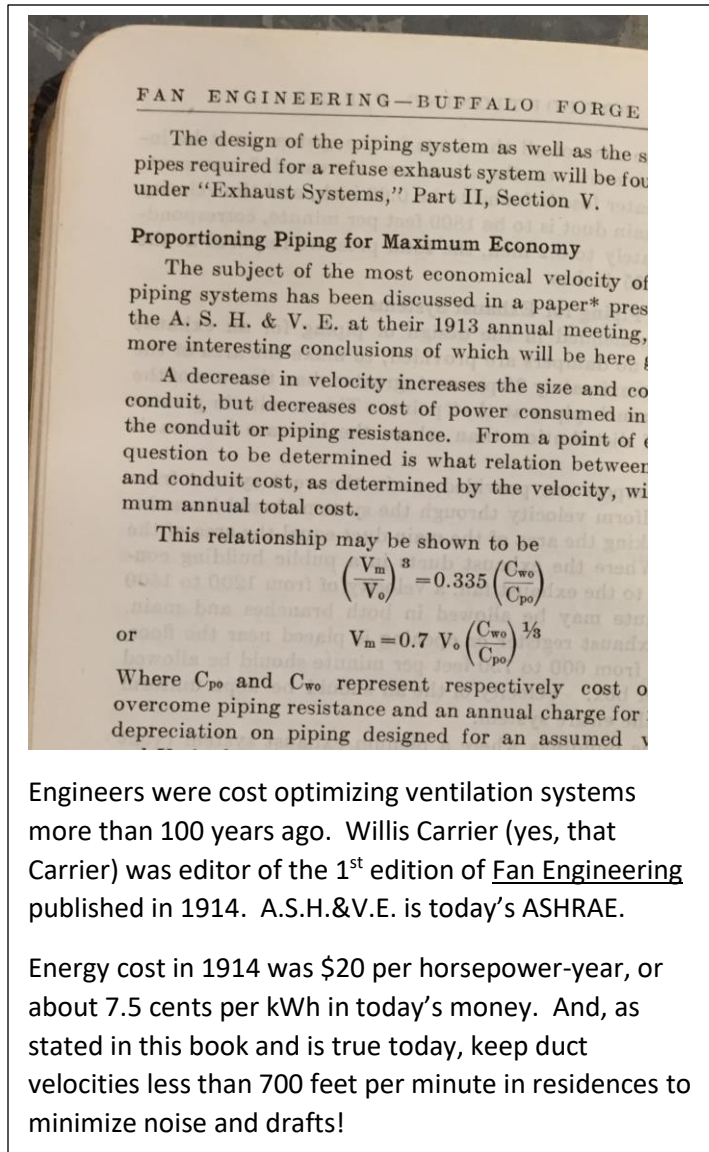 FAN ENGINEERING—BUFFALO FORGE
The design of the piping system as well as the s
pipes required for a refuse exhaust system will be fou
under "Exhaust Systems," Part II, Section V.
Proportioning Piping for Maximum Economy
The subject of the most economical velocity of
piping systems has been discussed in a paper* pres
the A. S. H. & V. E. at their 1913 annual meeting,
more interesting conclusions of which will be here
A decrease in velocity increases the size and co
conduit, but decreases cost of power consumed in
the conduit or piping resistance. From a point of
question to be determined is what relation between
and conduit cost, as determined by the velocity, wi
mum annual total cost.
This relationship may be shown to be
(Vm/Vo)³ = 0.335 (Cwo/Cpo)
or Vm = 0.7 Vo (Cwo/Cpo)⅓
Where Cpo and Cwo represent respectively cost o
overcome piping resistance and an annual charge for
depreciation on piping designed for an assumed
Engineers were cost optimizing ventilation systems
more than 100 years ago. Willis Carrier (yes, that
Carrier) was editor of the 1st edition of Fan Engineering
published in 1914. A.S.H.&V.E. is today's ASHRAE.
Energy cost in 1914 was $20 per horsepower-year, or
about 7.5 cents per kWh in today's money. And, as
stated in this book and is true today, keep duct
velocities less than 700 feet per minute in residences to
minimize noise and drafts!